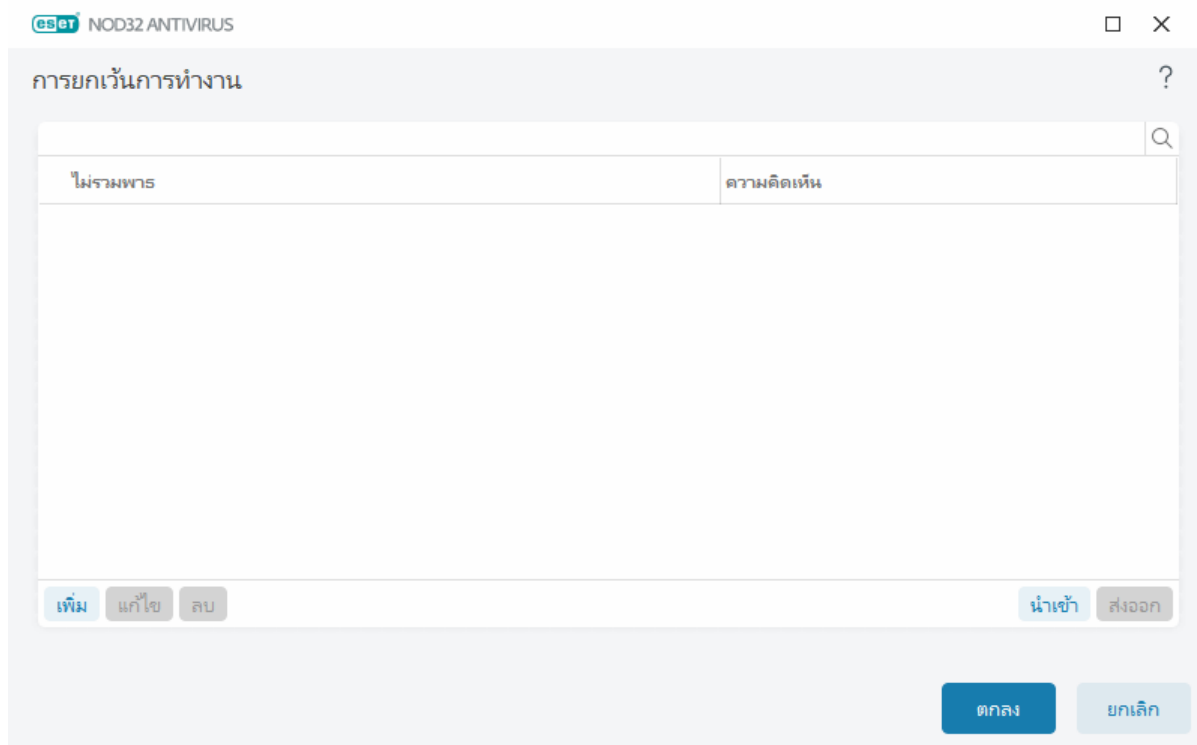 eset NOD32 ANTIVIRUS
การยกเว้นการทำงาน
?
ไม่รวมพาธ ความคิดเห็น
เพิ่ม แก้ไข ลบ นำเข้า ส่งออก
ตกลง ยกเลิก